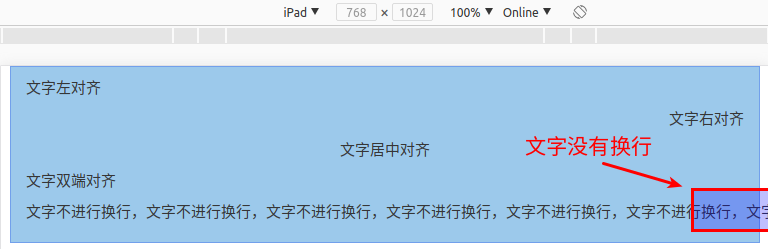 iPad 768 × 1024 100% Online
文字左对齐
文字右对齐
文字居中对齐
文字没有换行
文字双端对齐
文字不进行换行，文字不进行换行，文字不进行换行，文字不进行换行，文字不进行换行，文字不进行换行，文字